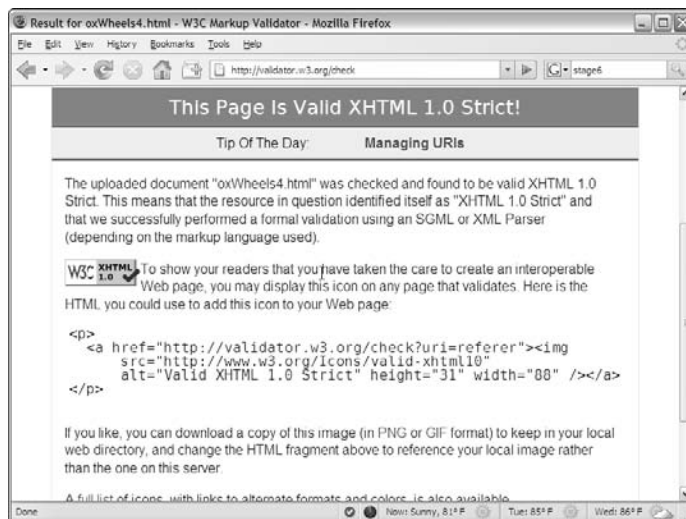 Result for oxWheels4.html - W3C Markup Validator - Mozilla Firefox
File Edit View History Bookmarks Tools Help
http://validator.w3.org/check
G stage6
This Page Is Valid XHTML 1.0 Strict!
Tip Of The Day: Managing URIs
The uploaded document "oxWheels4.html" was checked and found to be valid XHTML 1.0
Strict. This means that the resource in question identified itself as "XHTML 1.0 Strict" and
that we successfully performed a formal validation using an SGML or XML Parser
(depending on the markup language used).
W3C XHTML 1.0
To show your readers that you have taken the care to create an interoperable
Web page, you may display this icon on any page that validates. Here is the
HTML you could use to add this icon to your Web page:
<p>
<a href="http://validator.w3.org/check?uri=referer"><img
src="http://www.w3.org/Icons/valid-xhtml10"
alt="Valid XHTML 1.0 Strict" height="31" width="88" /></a>
</p>
If you like, you can download a copy of this image (in PNG or GIF format) to keep in your local
web directory, and change the HTML fragment above to reference your local image rather
than the one on this server.
A full list of icons, with links to alternate formats and colors, is also available
Done Now: Sunny, 81° F Tue: 85° F Wed: 86° F